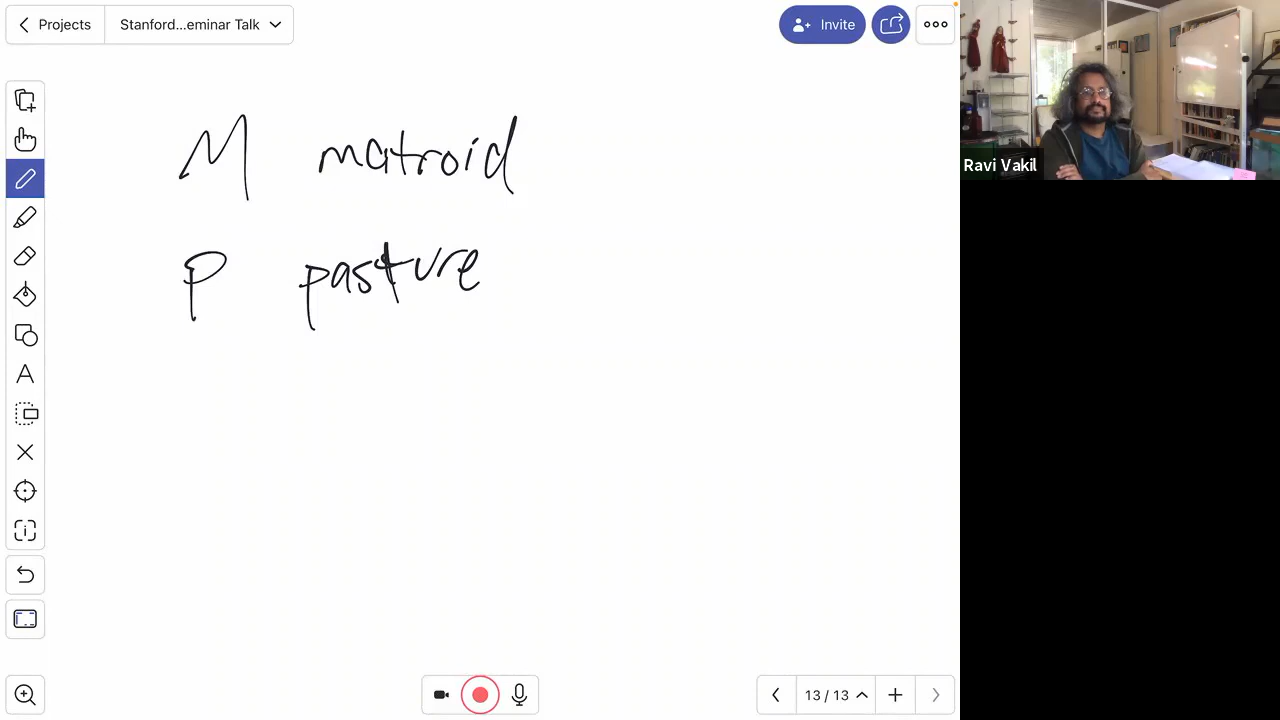 Projects
Stanford...eminar Talk
Invite
M matroid
P pasture
Ravi Vakil
A
13 / 13